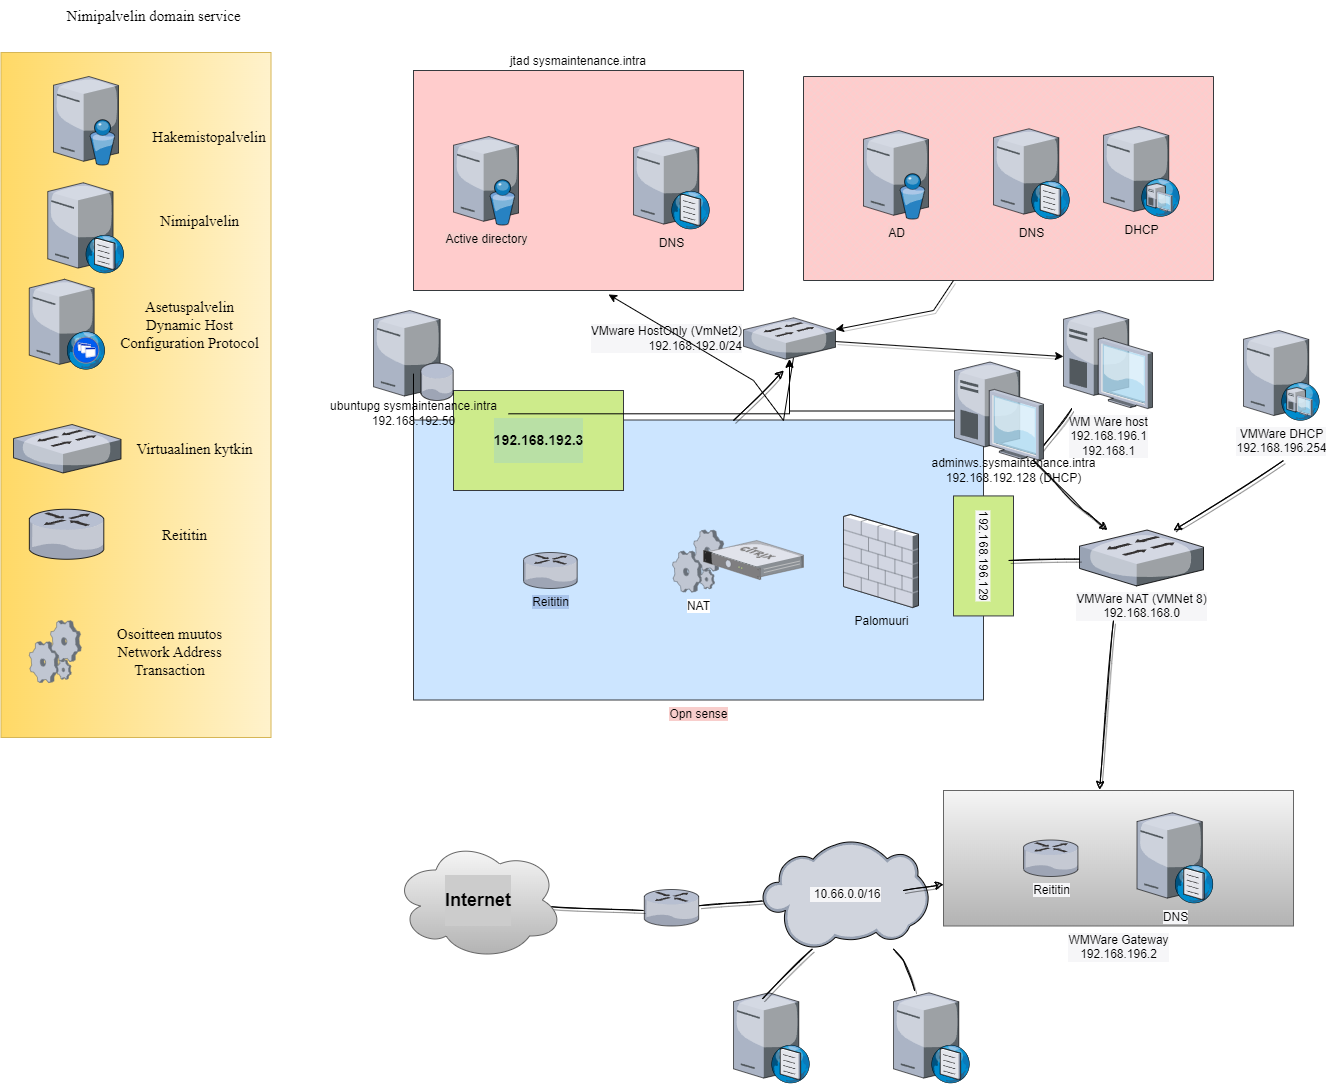 Nimipalvelin domain service
Hakemistopalvelin
Nimipalvelin
Asetuspalvelin
Dynamic Host
Configuration Protocol
Virtuaalinen kytkin
Reititin
Osoitteen muutos
Network Address
Transaction
jtad sysmaintenance.intra
Active directory
DNS
AD
DNS
DHCP
VMware HostOnly (VmNet2)
192.168.192.0/24
ubuntupg sysmaintenance.intra
192.168.192.50
192.168.192.3
WM Ware host
192.168.196.1
192.168.1
VMWare DHCP
192.168.196.254
adminws.sysmaintenance.intra
192.168.192.128 (DHCP)
192.168.196.129
Reititin
citrix
NAT
Palomuuri
VMWare NAT (VMNet 8)
192.168.168.0
Opn sense
Internet
10.66.0.0/16
Reititin
DNS
WMWare Gateway
192.168.196.2